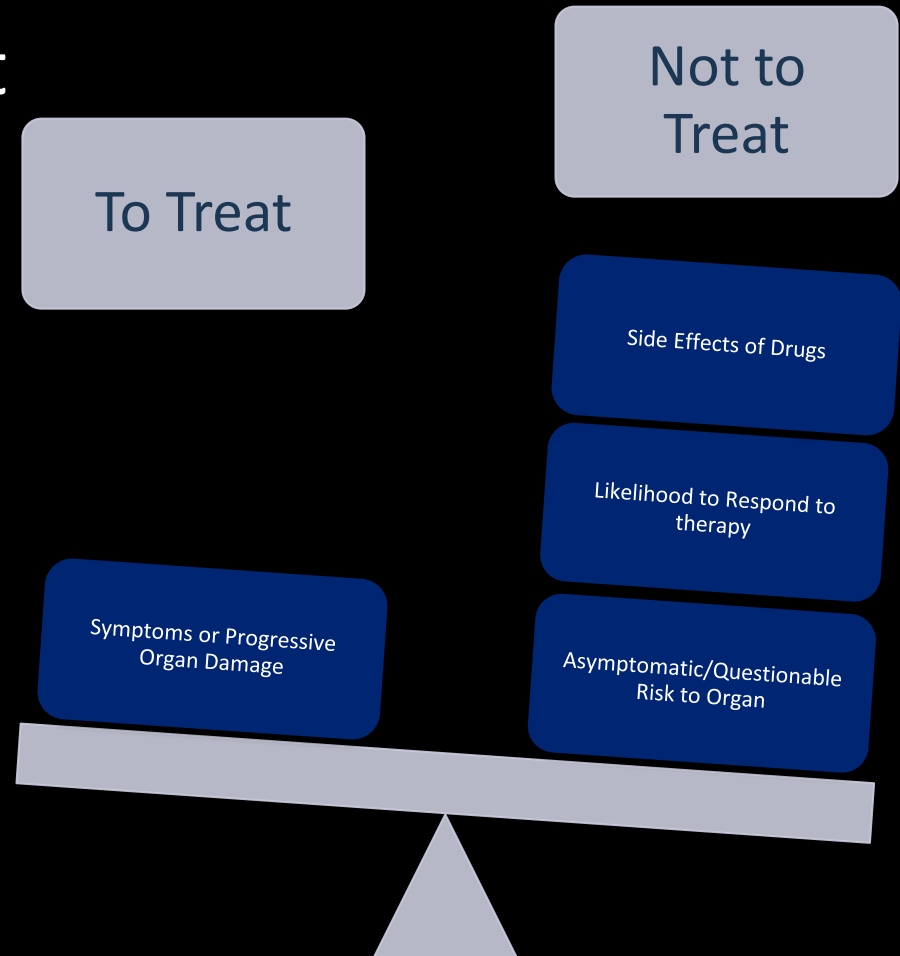 t
To Treat
Not to
Treat
Side Effects of Drugs
Likelihood to Respond to
therapy
Symptoms or Progressive
Organ Damage
Asymptomatic/Questionable
Risk to Organ